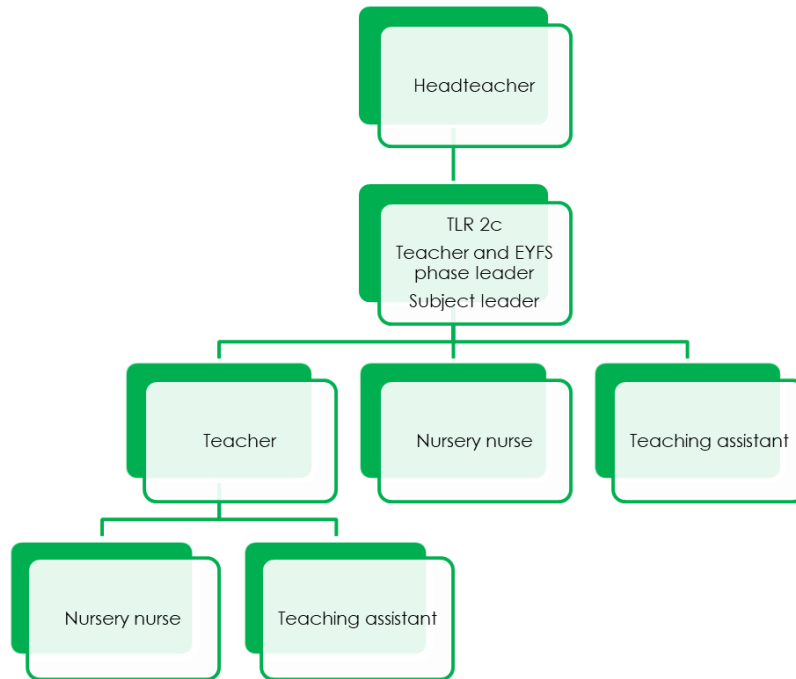 Headteacher
TLR 2c
Teacher and EYFS
phase leader
Subject leader
Teacher
Nursery nurse
Teaching assistant
Nursery nurse
Teaching assistant